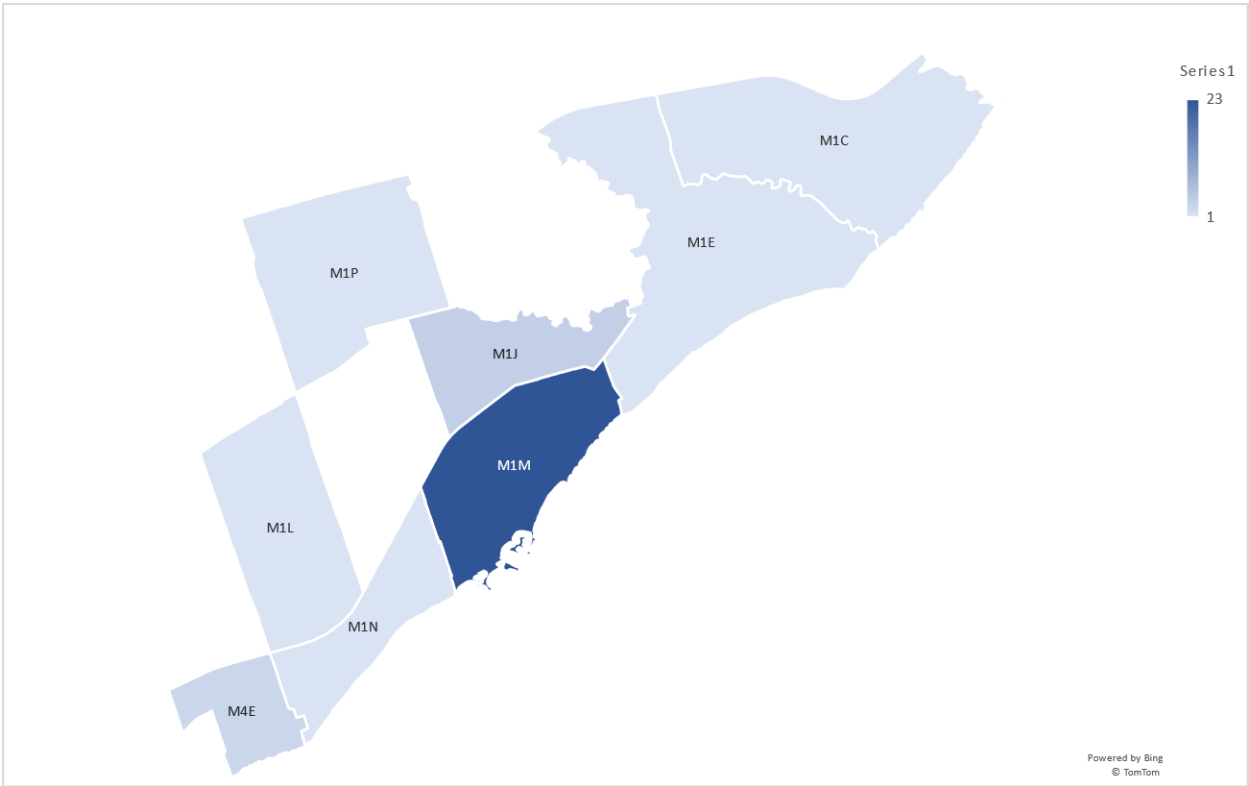 Series1
23
1
M1C
M1E
M1P
M1J
M1M
M1L
M1N
M4E
Powered by Bing
© TomTom